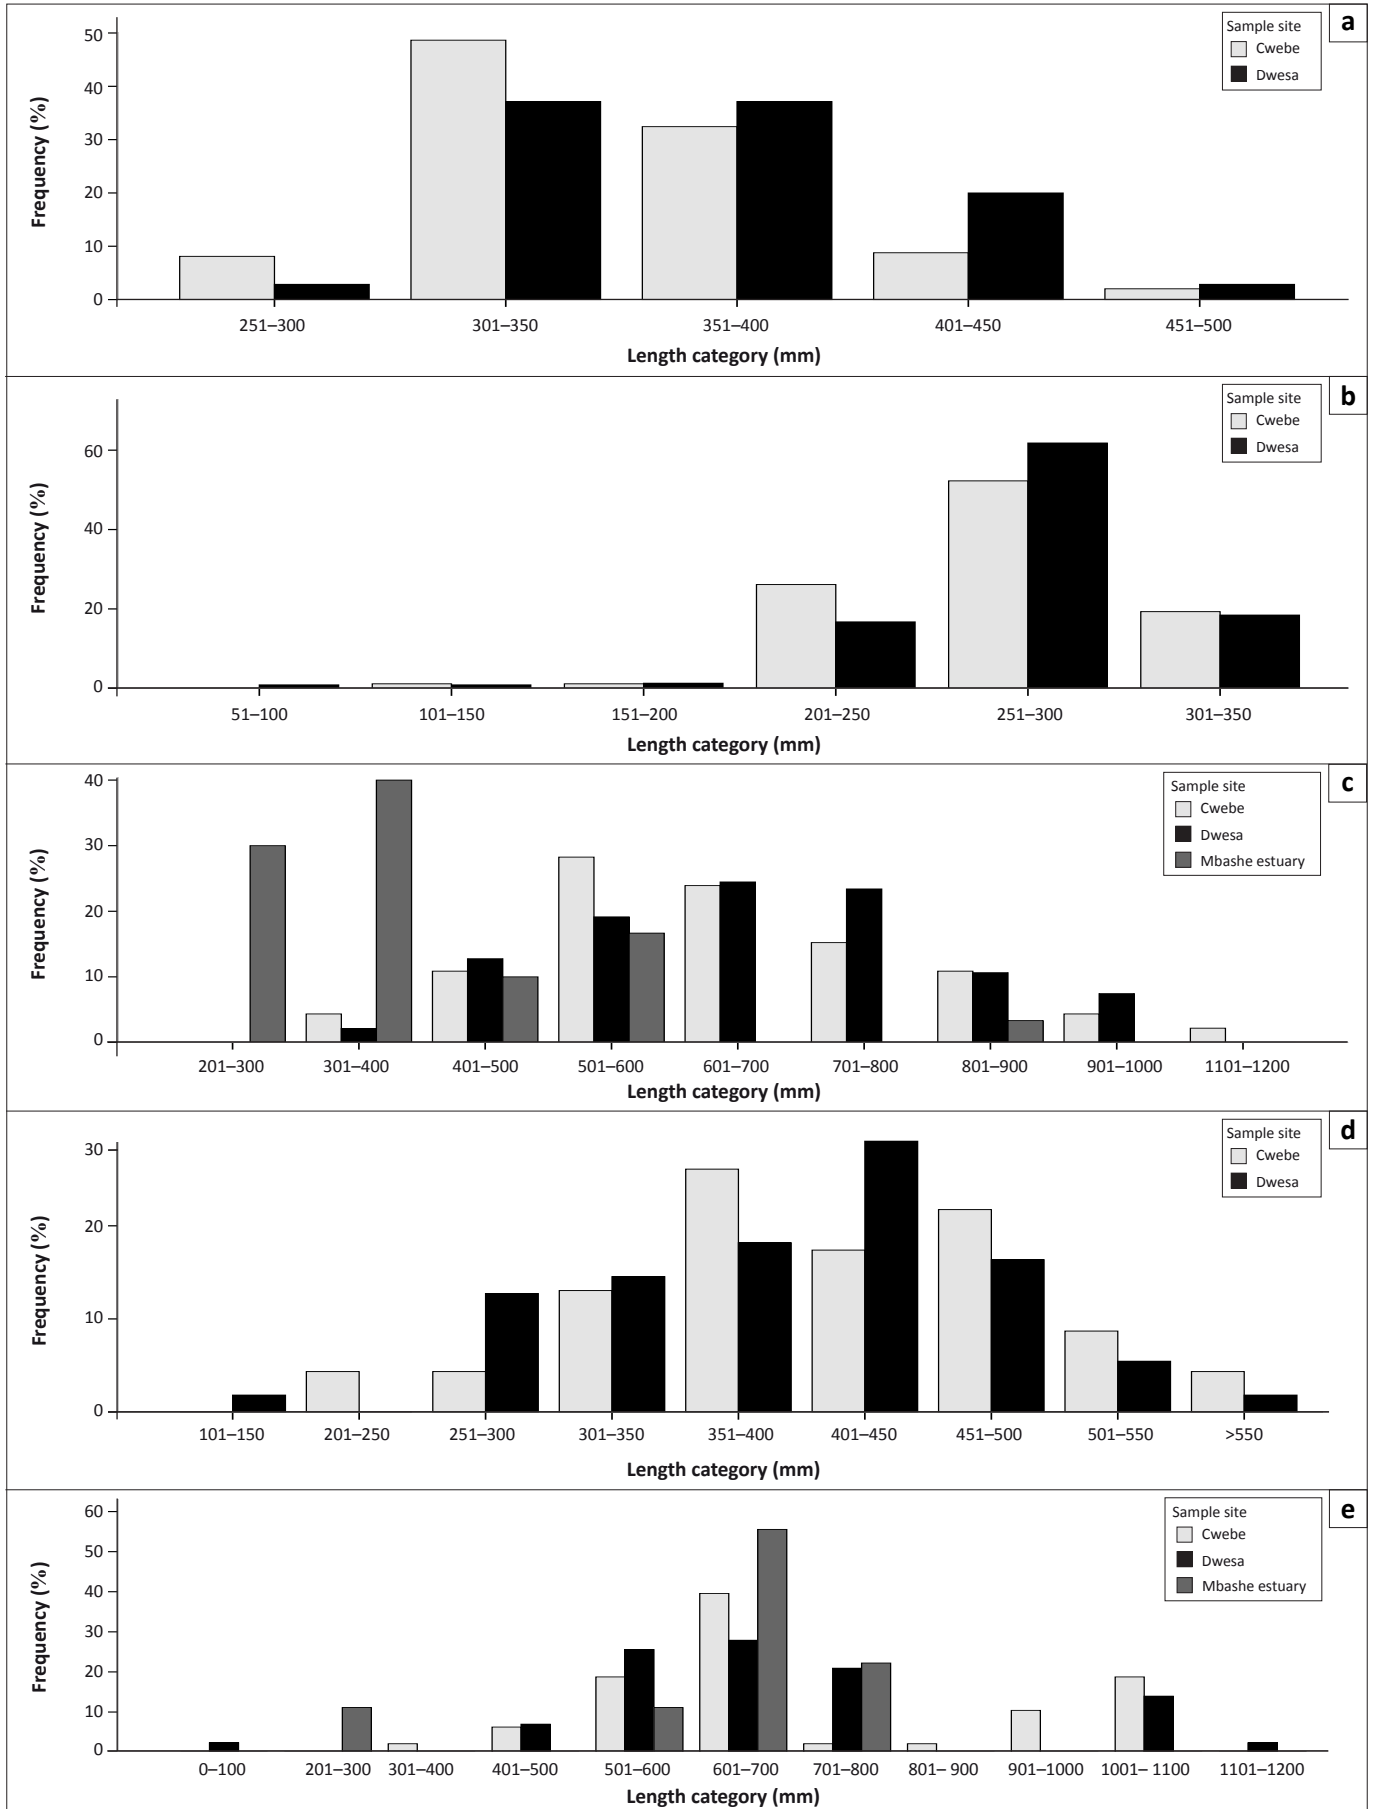 a
Sample site
Cwebe
Dwesa
Frequency (%)
50
40
30
20
10
0
251–300 301–350 351–400 401–450 451–500
Length category (mm)
b
Sample site
Cwebe
Dwesa
Frequency (%)
60
40
20
0
51–100 101–150 151–200 201–250 251–300 301–350
Length category (mm)
c
Sample site
Cwebe
Dwesa
Mbashe estuary
Frequency (%)
40
30
20
10
0
201–300 301–400 401–500 501–600 601–700 701–800 801–900 901–1000 1101–1200
Length category (mm)
d
Sample site
Cwebe
Dwesa
Frequency (%)
30
20
10
0
101–150 201–250 251–300 301–350 351–400 401–450 451–500 501–550 >550
Length category (mm)
e
Sample site
Cwebe
Dwesa
Mbashe estuary
Frequency (%)
60
50
40
30
20
10
0
0–100 201–300 301–400 401–500 501–600 601–700 701–800 801– 900 901–1000 1001– 1100 1101–1200
Length category (mm)